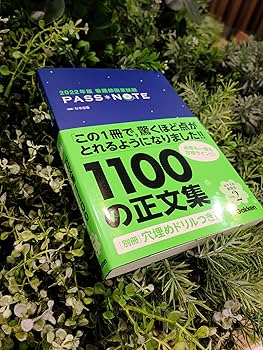 2022年版 看護師国家試験
PASS*NOTE
「この1冊で、驚くほど点が
とれるようになりました!!」
1100
の正文集
別冊 穴埋めドリルつき
Gakken